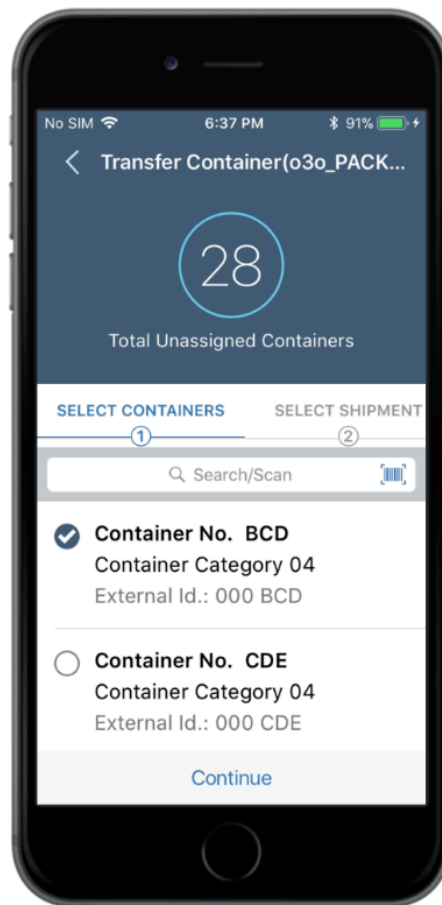 No SIM 6:37 PM 91%
Transfer Container(o3o_PACK...
28
Total Unassigned Containers
SELECT CONTAINERS SELECT SHIPMENT
1 2
Search/Scan
Container No. BCD
Container Category 04
External Id.: 000 BCD
Container No. CDE
Container Category 04
External Id.: 000 CDE
Continue